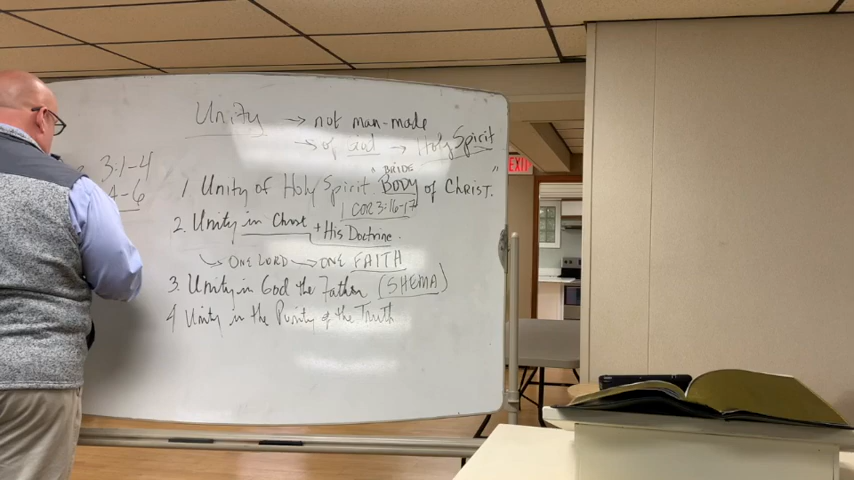 Unity → not man-made
→ of God → Holy Spirit
3:1-4
4-6
BRIDE
1. Unity of Holy Spirit "BODY of CHRIST."
1 COR 3:16-17
2. Unity in Christ + His Doctrine.
→ ONE LORD → ONE FAITH
3. Unity in God the Father (SHEMA)
4 Unity in the Purity of the Truth
EXIT